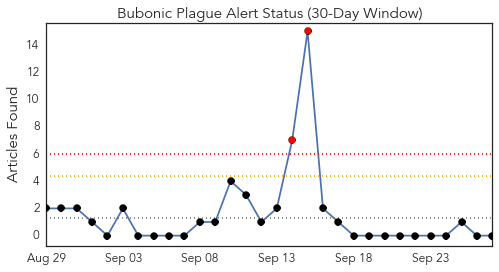 Bubonic Plague Alert Status (30-Day Window)
Articles Found
14
12
10
8
6
4
2
0
Aug 29 Sep 03 Sep 08 Sep 13 Sep 18 Sep 23